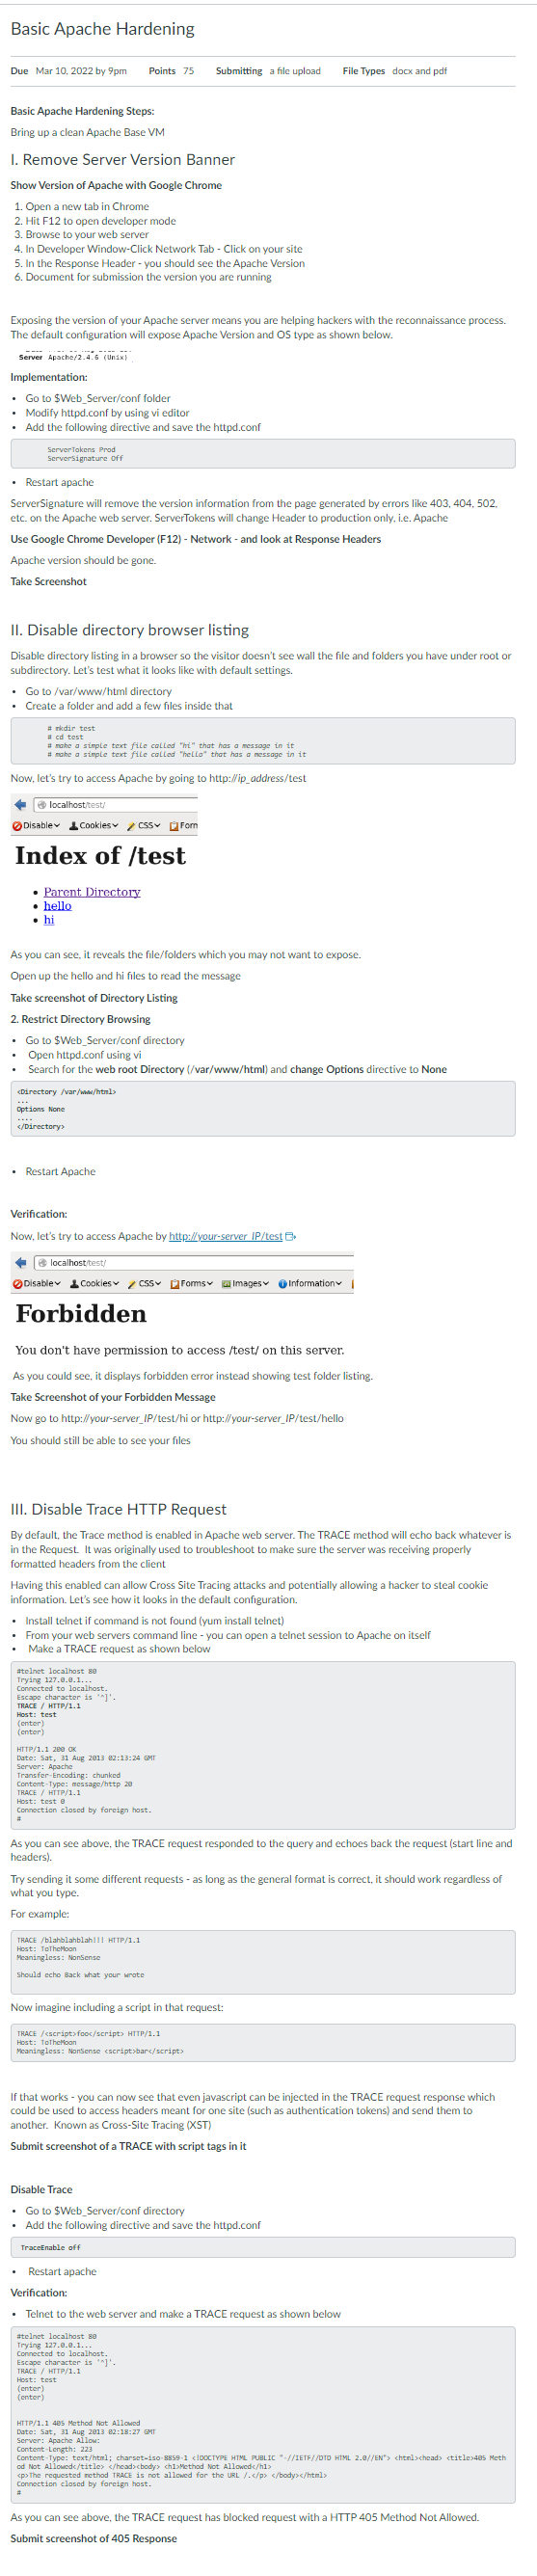 Basic Apache Hardening
Due Mar 10, 2022 by 9pm Points 75 Submitting a file upload File Types docx and pdf
Basic Apache Hardening Steps:
Bring up a clean Apache Base VM
I. Remove Server Version Banner
Show Version of Apache with Google Chrome
1. Open a new tab in Chrome
2. Hit F12 to open developer mode
3. Browse to your web server
4. In Developer Window-Click Network Tab - Click on your site
5. In the Response Header - you should see the Apache Version
6. Document for submission the version you are running
Exposing the version of your Apache server means you are helping hackers with the reconnaissance process.
The default configuration will expose Apache Version and OS type as shown below.
Server Apache/2.4.6 (Unix)
Implementation:
• Go to $Web_Server/conf folder
• Modify httpd.conf by using vi editor
• Add the following directive and save the httpd.conf
ServerTokens Prod
ServerSignature Off
• Restart apache
ServerSignature will remove the version information from the page generated by errors like 403, 404, 502,
etc. on the Apache web server. ServerTokens will change Header to production only, i.e. Apache
Use Google Chrome Developer (F12) - Network - and look at Response Headers
Apache version should be gone.
Take Screenshot
II. Disable directory browser listing
Disable directory listing in a browser so the visitor doesn't see wall the file and folders you have under root or
subdirectory. Let's test what it looks like with default settings.
• Go to /var/www/html directory
• Create a folder and add a few files inside that
# mkdir test
# cd test
# make a simple text file called "hi" that has a message in it
# make a simple text file called "hello" that has a message in it
Now, let's try to access Apache by going to http://ip_address/test
localhost/test/
Disable Cookies CSS Form
Index of /test
• Parent Directory
• hello
• hi
As you can see, it reveals the file/folders which you may not want to expose.
Open up the hello and hi files to read the message
Take screenshot of Directory Listing
2. Restrict Directory Browsing
• Go to $Web_Server/conf directory
• Open httpd.conf using vi
• Search for the web root Directory (/var/www/html) and change Options directive to None
<Directory /var/www/html>
...
Options None
....
</Directory>
• Restart Apache
Verification:
Now, let's try to access Apache by http://your-server_IP/test
localhost/test/
Disable Cookies CSS Forms Images Information
Forbidden
You don't have permission to access /test/ on this server.
As you could see, it displays forbidden error instead showing test folder listing.
Take Screenshot of your Forbidden Message
Now go to http://your-server_IP/test/hi or http://your-server_IP/test/hello
You should still be able to see your files
III. Disable Trace HTTP Request
By default, the Trace method is enabled in Apache web server. The TRACE method will echo back whatever is
in the Request. It was originally used to troubleshoot to make sure the server was receiving properly
formatted headers from the client
Having this enabled can allow Cross Site Tracing attacks and potentially allowing a hacker to steal cookie
information. Let's see how it looks in the default configuration.
• Install telnet if command is not found (yum install telnet)
• From your web servers command line - you can open a telnet session to Apache on itself
• Make a TRACE request as shown below
#telnet localhost 80
Trying 127.0.0.1...
Connected to localhost.
Escape character is '^]'.
TRACE / HTTP/1.1
Host: test
(enter)
(enter)
HTTP/1.1 200 OK
Date: Sat, 31 Aug 2013 02:13:24 GMT
Server: Apache
Transfer-Encoding: chunked
Content-Type: message/http 20
TRACE / HTTP/1.1
Host: test 0
Connection closed by foreign host.
#
As you can see above, the TRACE request responded to the query and echoes back the request (start line and
headers).
Try sending it some different requests - as long as the general format is correct, it should work regardless of
what you type.
For example:
TRACE /blahblahblah!!! HTTP/1.1
Host: ToTheMoon
Meaningless: NonSense
Should echo Back what your wrote
Now imagine including a script in that request:
TRACE /<script>foo</script> HTTP/1.1
Host: ToTheMoon
Meaningless: NonSense <script>bar</script>
If that works - you can now see that even javascript can be injected in the TRACE request response which
could be used to access headers meant for one site (such as authentication tokens) and send them to
another. Known as Cross-Site Tracing (XST)
Submit screenshot of a TRACE with script tags in it
Disable Trace
• Go to $Web_Server/conf directory
• Add the following directive and save the httpd.conf
TraceEnable off
• Restart apache
Verification:
• Telnet to the web server and make a TRACE request as shown below
#telnet localhost 80
Trying 127.0.0.1...
Connected to localhost.
Escape character is '^]'.
TRACE / HTTP/1.1
Host: test
(enter)
(enter)
HTTP/1.1 405 Method Not Allowed
Date: Sat, 31 Aug 2013 02:18:27 GMT
Server: Apache Allow:
Content-Length: 223
Content-Type: text/html; charset=iso-8859-1 <!DOCTYPE HTML PUBLIC "-//IETF//DTD HTML 2.0//EN"> <html><head> <title>405 Meth
od Not Allowed</title> </head><body> <h1>Method Not Allowed</h1>
<p>The requested method TRACE is not allowed for the URL /.</p> </body></html>
Connection closed by foreign host.
#
As you can see above, the TRACE request has blocked request with a HTTP 405 Method Not Allowed.
Submit screenshot of 405 Response